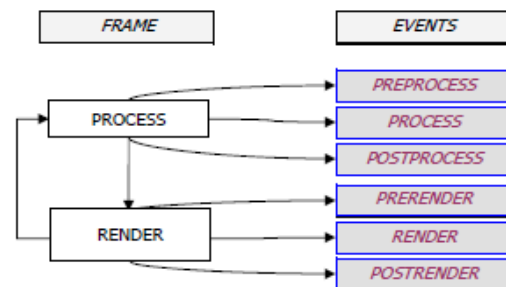 FRAME
EVENTS
PREPROCESS
PROCESS
PROCESS
POSTPROCESS
PRERENDER
RENDER
RENDER
POSTRENDER